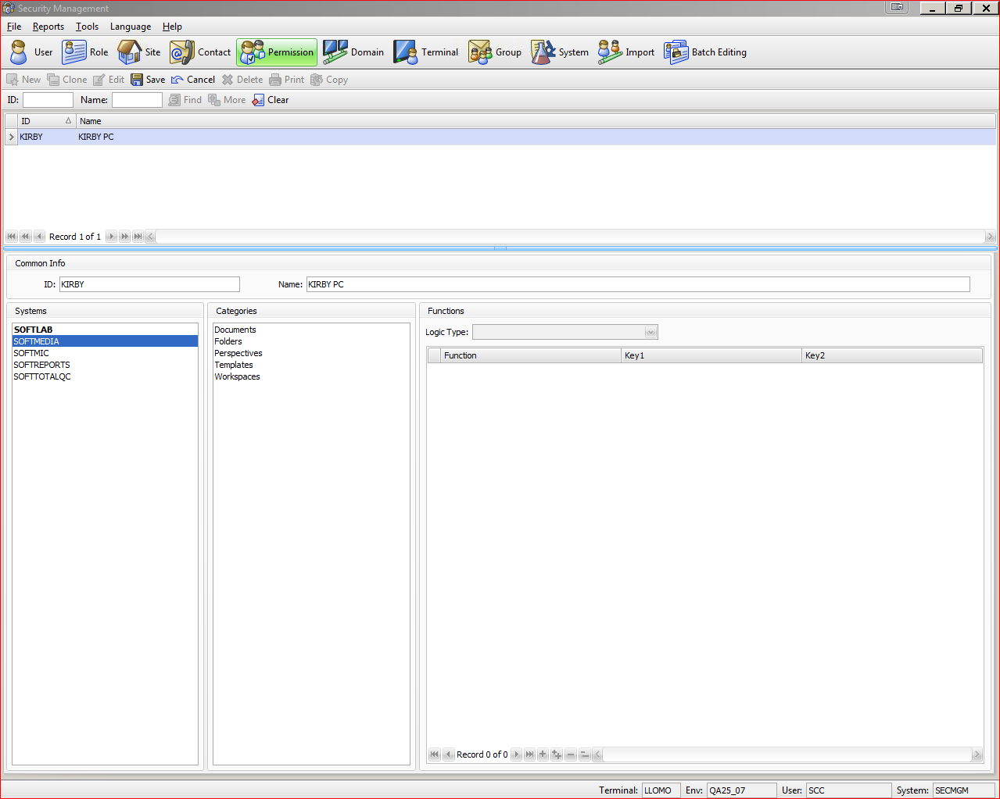 Security Management
File Reports Tools Language Help
User Role Site Contact Permission Domain Terminal Group System Import Batch Editing
New Clone Edit Save Cancel Delete Print Copy
ID: Name: Find More Clear
ID Name
KIRBY KIRBY PC
Record 1 of 1
Common Info
ID: KIRBY Name: KIRBY PC
Systems
SOFTLAB
SOFTMEDIA
SOFTMIC
SOFTREPORTS
SOFTTOTALQC
Categories
Documents
Folders
Perspectives
Templates
Workspaces
Functions
Logic Type:
Function Key1 Key2
Record 0 of 0
Terminal: LLOMO Env: QA25_07 User: SCC System: SECMGM